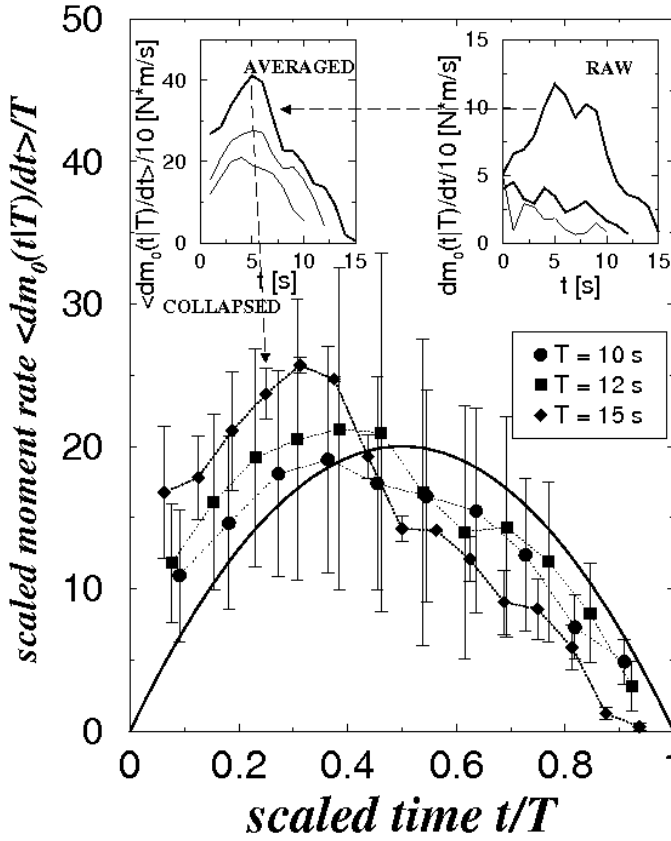 50
40
30
20
10
0
0
0.2
0.4
0.6
0.8
1
scaled moment rate <dm₀(t|T)/dt>/T
scaled time t/T
AVERAGED
40
20
0
0
5
10
15
<dm₀(t|T)/dt>/10 [N*m/s]
t [s]
RAW
15
10
5
0
0
5
10
15
dm₀(t|T)/dt/10 [N*m/s]
t [s]
COLLAPSED
T = 10 s
T = 12 s
T = 15 s